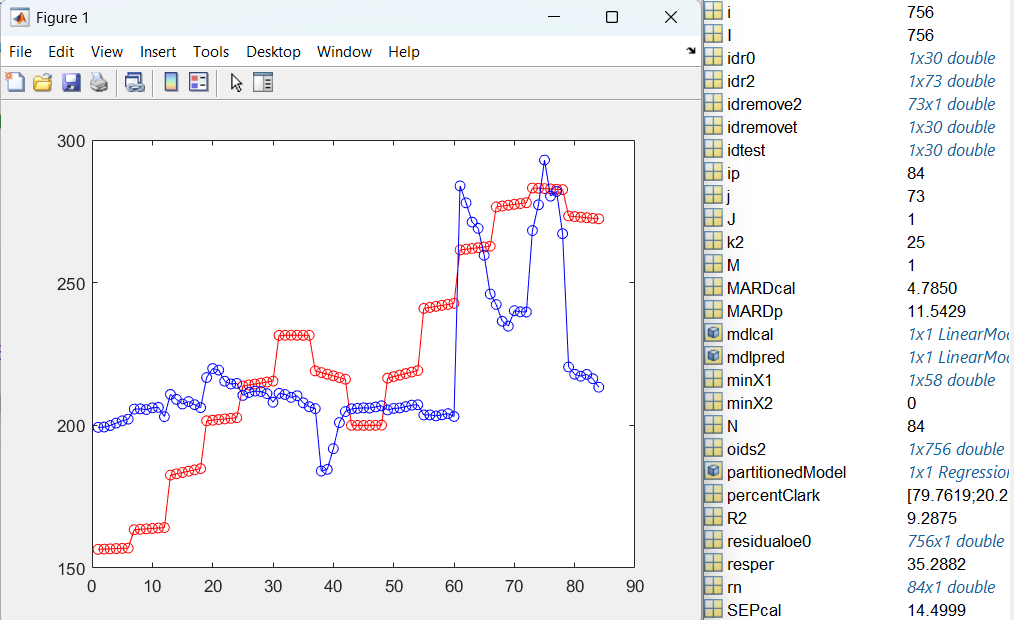 Figure 1
File Edit View Insert Tools Desktop Window Help
300
250
200
150
0 10 20 30 40 50 60 70 80 90
i 756
I 756
idr0 1x30 double
idr2 1x73 double
idremove2 73x1 double
idremovet 1x30 double
idtest 1x30 double
ip 84
j 73
J 1
k2 25
M 1
MARDcal 4.7850
MARDp 11.5429
mdlcal 1x1 LinearMo
mdlpred 1x1 LinearMo
minX1 1x58 double
minX2 0
N 84
oids2 1x756 double
partitionedModel 1x1 Regression
percentClark [79.7619;20.2
R2 9.2875
residualoe0 756x1 double
resper 35.2882
rn 84x1 double
SEPcal 14.4999